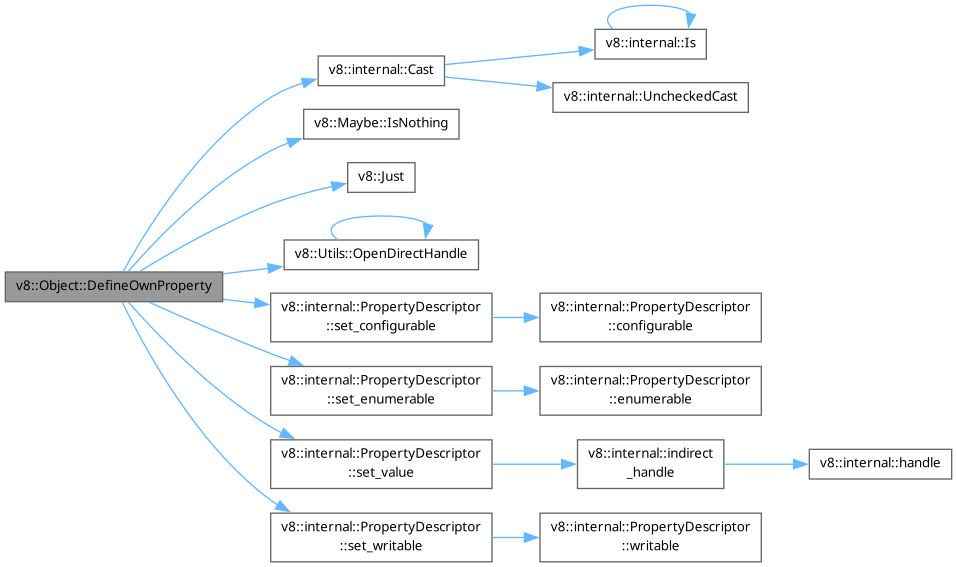 v8::internal::Is
v8::internal::Cast
v8::internal::UncheckedCast
v8::Maybe::IsNothing
v8::Just
v8::Utils::OpenDirectHandle
v8::Object::DefineOwnProperty
v8::internal::PropertyDescriptor
::set_configurable
v8::internal::PropertyDescriptor
::configurable
v8::internal::PropertyDescriptor
::set_enumerable
v8::internal::PropertyDescriptor
::enumerable
v8::internal::PropertyDescriptor
::set_value
v8::internal::indirect
_handle
v8::internal::handle
v8::internal::PropertyDescriptor
::set_writable
v8::internal::PropertyDescriptor
::writable